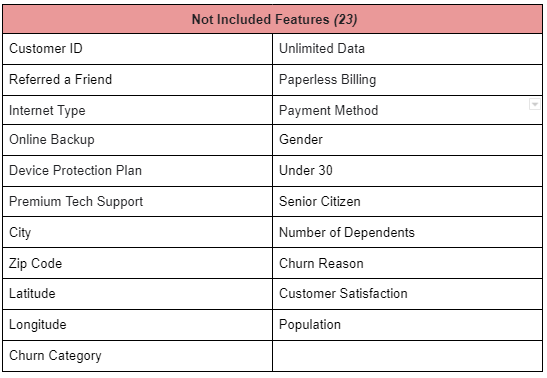 Not Included Features (23)
Customer ID Unlimited Data
Referred a Friend Paperless Billing
Internet Type Payment Method
Online Backup Gender
Device Protection Plan Under 30
Premium Tech Support Senior Citizen
City Number of Dependents
Zip Code Churn Reason
Latitude Customer Satisfaction
Longitude Population
Churn Category